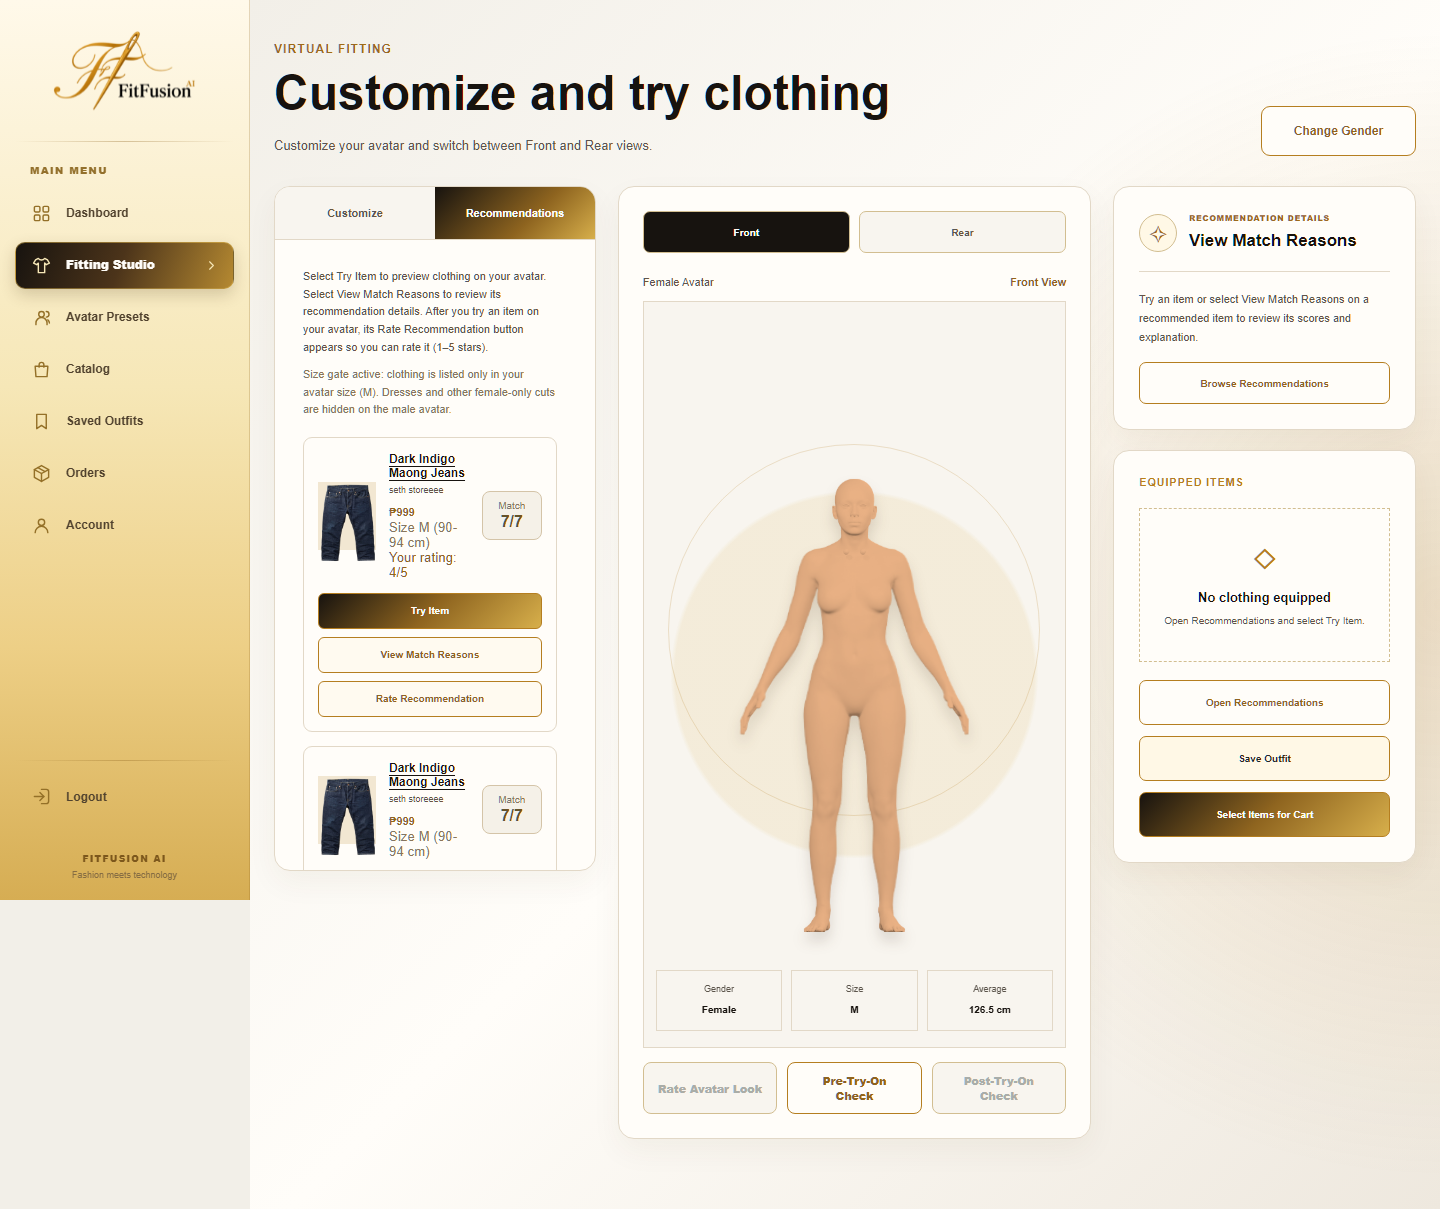 FitFusion AI
MAIN MENU
Dashboard
Fitting Studio
Avatar Presets
Catalog
Saved Outfits
Orders
Account
Logout
FITFUSION AI
Fashion meets technology
VIRTUAL FITTING
Customize and try clothing
Customize your avatar and switch between Front and Rear views.
Change Gender
Customize
Recommendations
Select Try Item to preview clothing on your avatar.
Select View Match Reasons to review its
recommendation details. After you try an item on
your avatar, its Rate Recommendation button
appears so you can rate it (1–5 stars).
Size gate active: clothing is listed only in your
avatar size (M). Dresses and other female-only cuts
are hidden on the male avatar.
Dark Indigo
Maong Jeans
seth storeeee
₱999
Size M (90-
94 cm)
Your rating:
4/5
Match
7/7
Try Item
View Match Reasons
Rate Recommendation
Dark Indigo
Maong Jeans
seth storeeee
₱999
Size M (90-
94 cm)
Match
7/7
Front
Rear
Female Avatar
Front View
Gender
Female
Size
M
Average
126.5 cm
Rate Avatar Look
Pre-Try-On
Check
Post-Try-On
Check
RECOMMENDATION DETAILS
View Match Reasons
Try an item or select View Match Reasons on a
recommended item to review its scores and
explanation.
Browse Recommendations
EQUIPPED ITEMS
No clothing equipped
Open Recommendations and select Try Item.
Open Recommendations
Save Outfit
Select Items for Cart